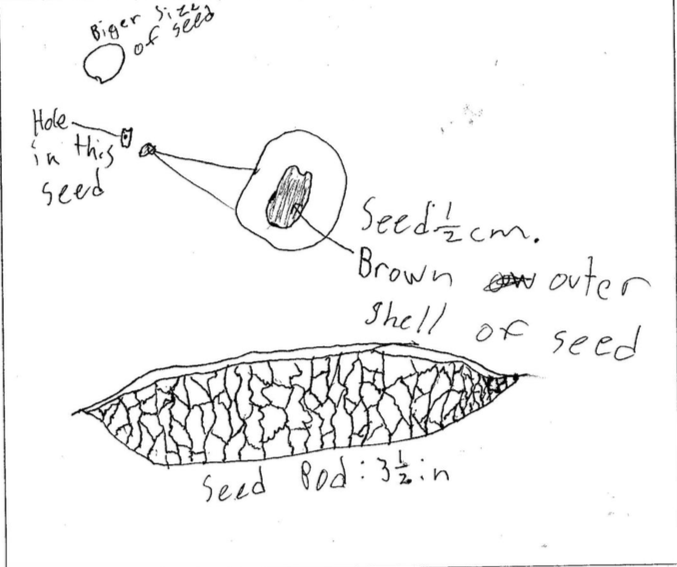 Biger Size
of seed
Hole
in this
seed
Seed ½ cm.
Brown outer
shell of seed
Seed Pod: 3½ in